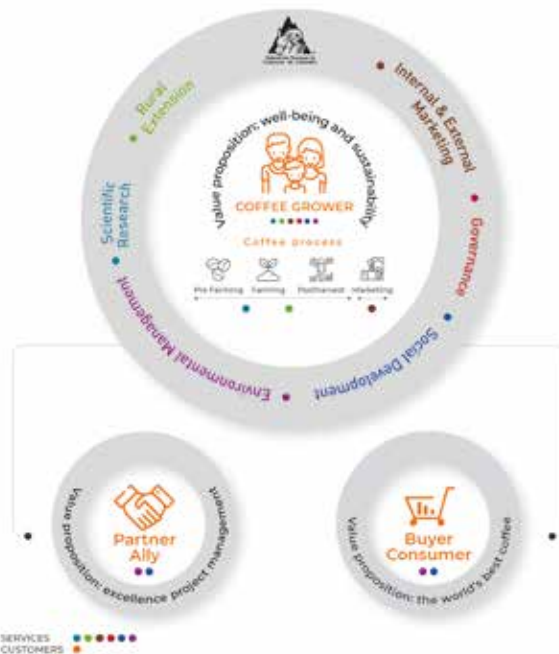 Internal & External
Marketing
Rural
Extension
Value proposition: well-being and sustainability
COFFEE GROWER
Scientific
Research
Governance
Coffee process
Pre Farming
Farming
Postharvest
Marketing
Environmental Management
Social Development
Value proposition: excellence project management
Partner
Ally
Value proposition: the world's best coffee
Buyer
Consumer
SERVICES
CUSTOMERS